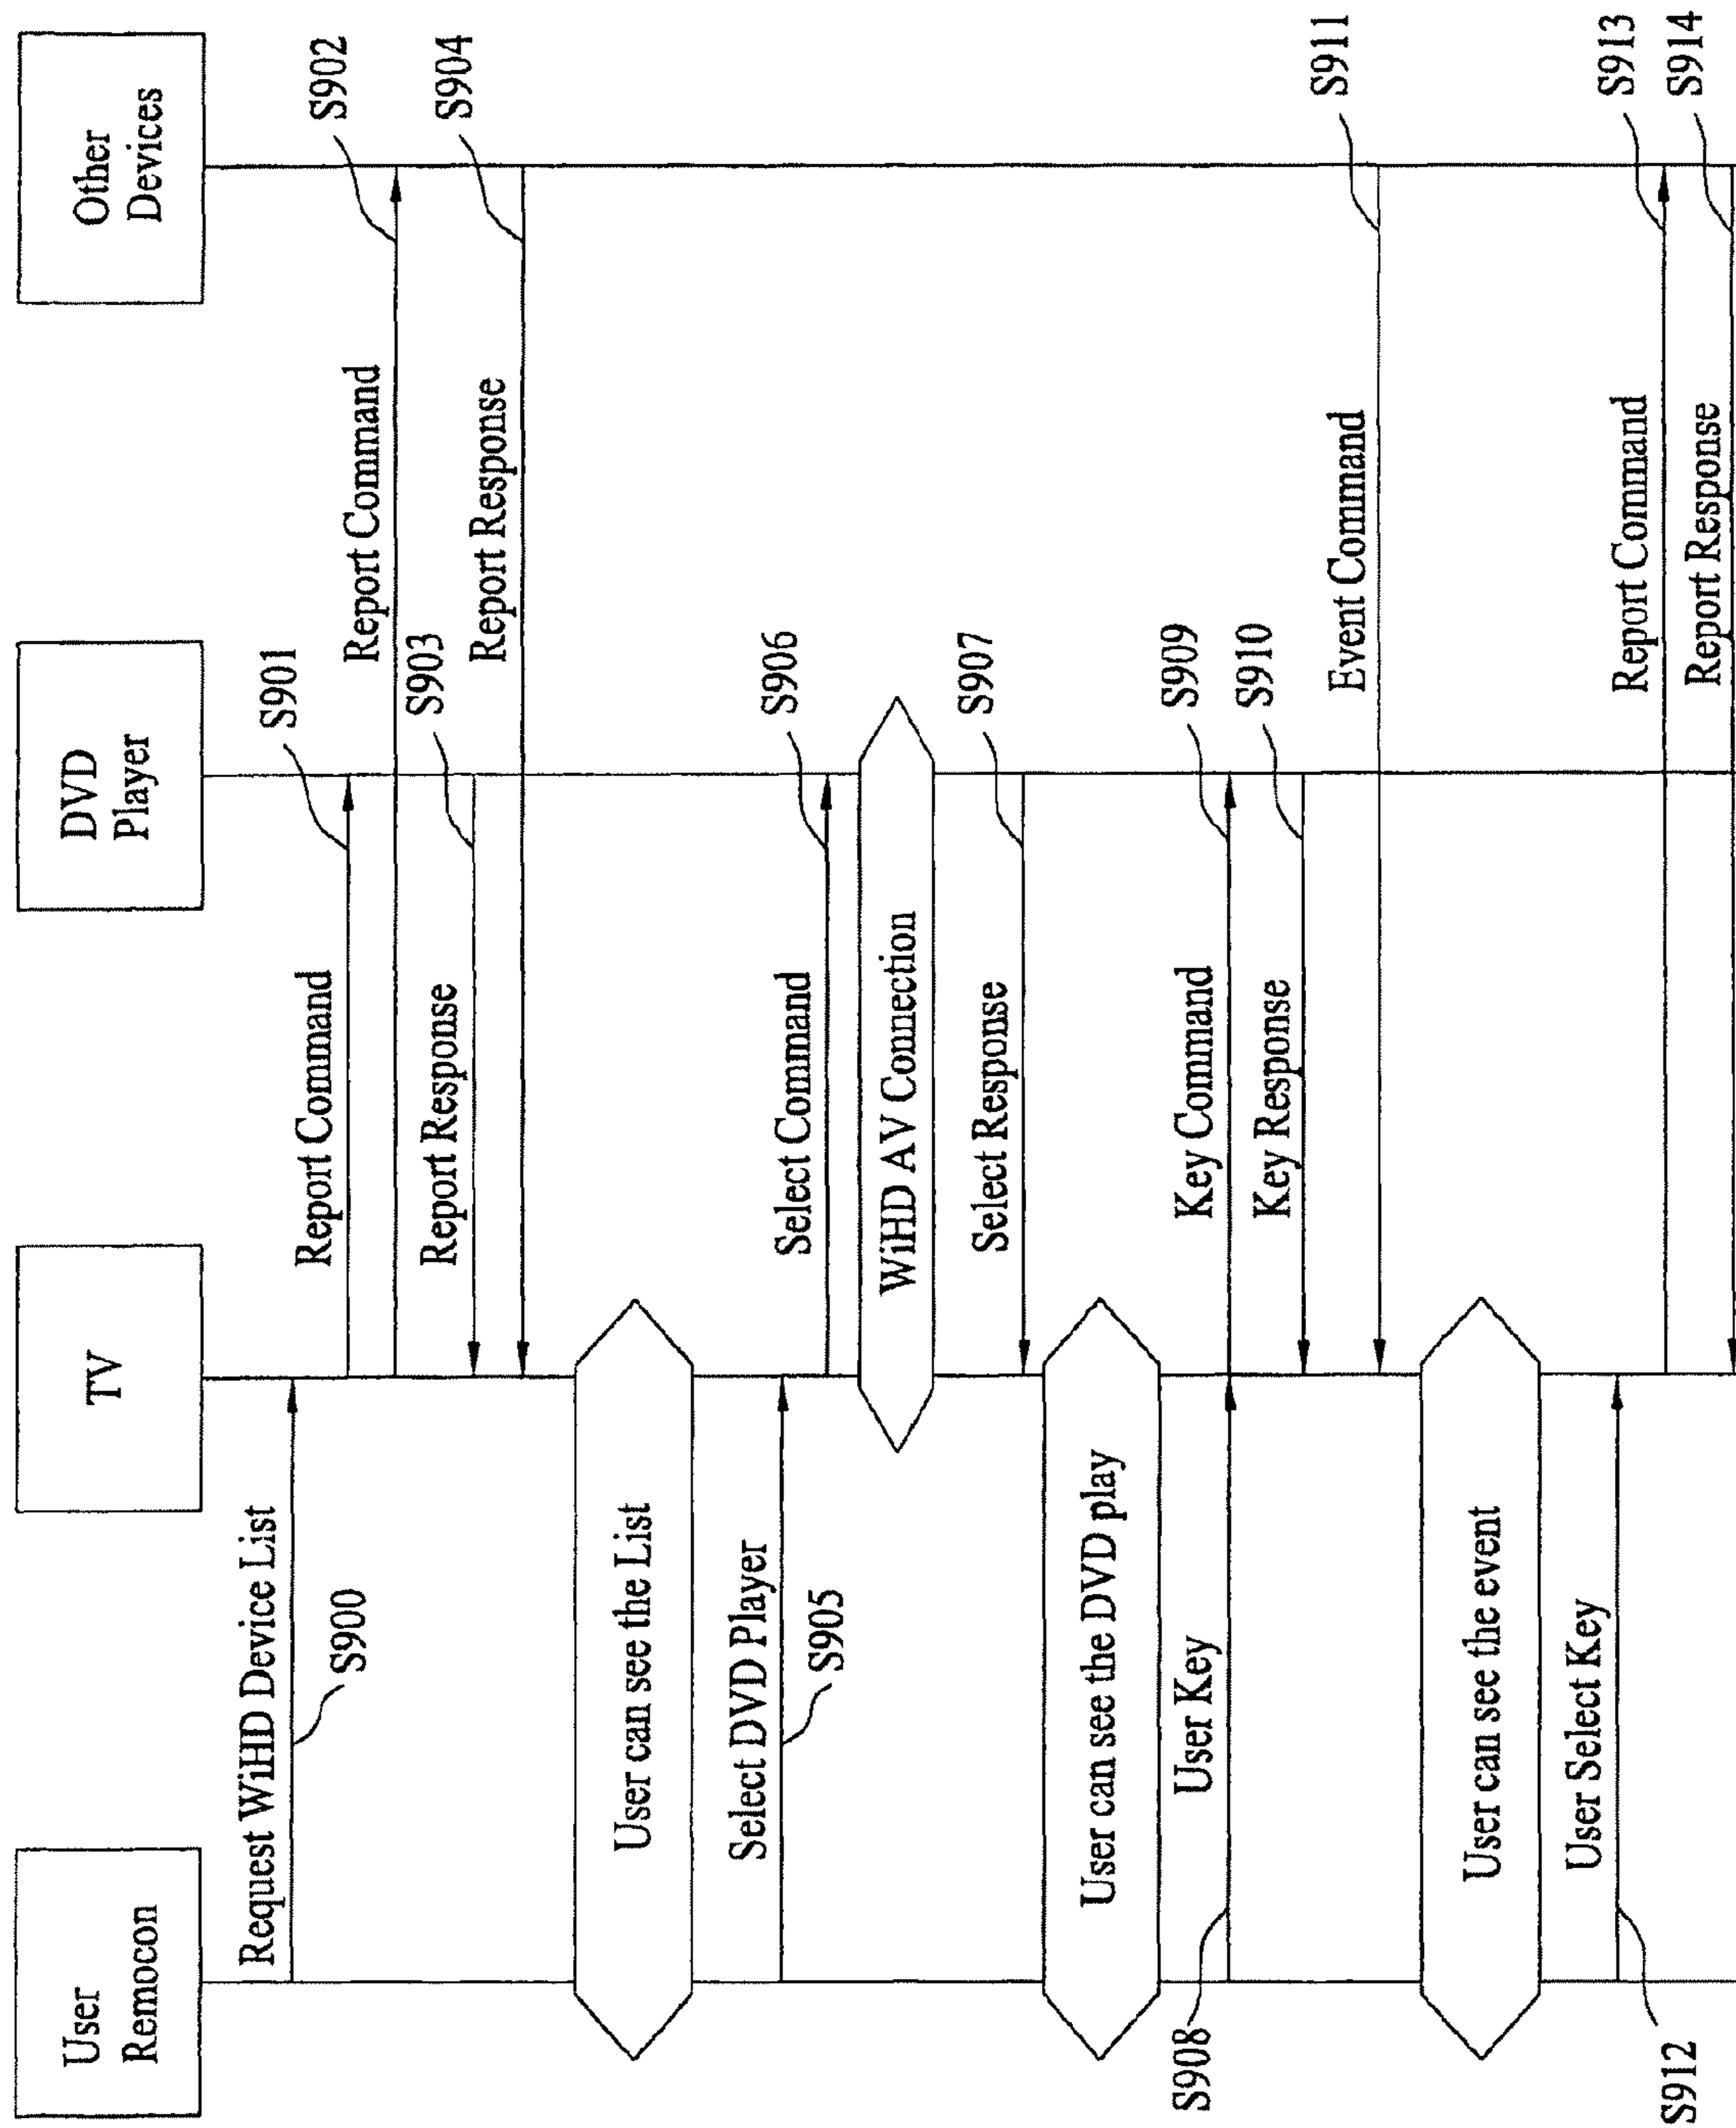 User
Remocon
TV
DVD
Player
Other
Devices
Request WiHD Device List
S900
Report Command
S901
Report Command
S902
Report Response
S903
Report Response
S904
User can see the List
Select DVD Player
S905
Select Command
S906
WiHD AV Connection
Select Response
S907
User can see the DVD play
User Key
S908
Key Command
S909
Key Response
S910
Event Command
S911
User can see the event
User Select Key
S912
Report Command
S913
Report Response
S914